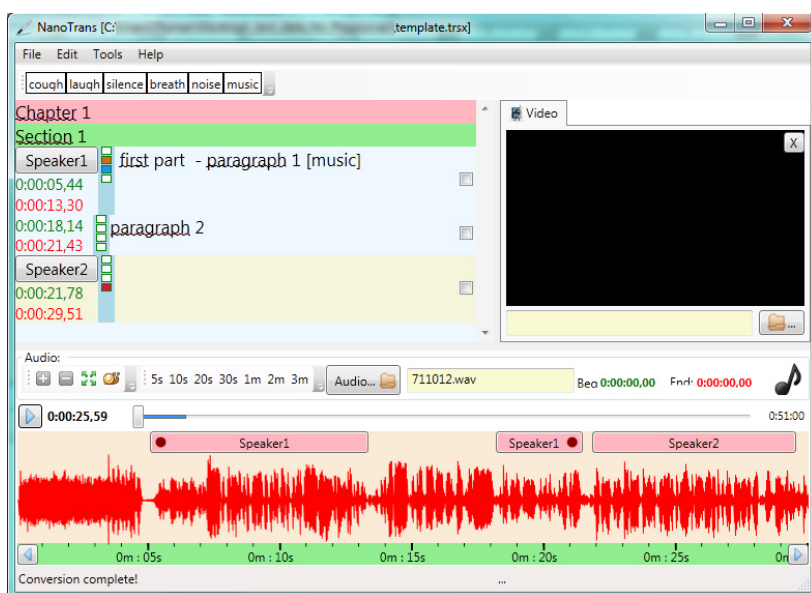 NanoTrans [C:\ \template.trsx]
File Edit Tools Help
cough laugh silence breath noise music
Chapter 1
Section 1
Speaker1
first part - paragraph 1 [music]
0:00:05,44
0:00:13,30
0:00:18,14
paragraph 2
0:00:21,43
Speaker2
0:00:21,78
0:00:29,51
Video
X
...
Audio:
5s 10s 20s 30s 1m 2m 3m
Audio...
711012.wav
Beg 0:00:00,00 End: 0:00:00,00
0:00:25,59
0:51:00
Speaker1 Speaker1 Speaker2
0m : 05s 0m : 10s 0m : 15s 0m : 20s 0m : 25s 0n
Conversion complete!
...